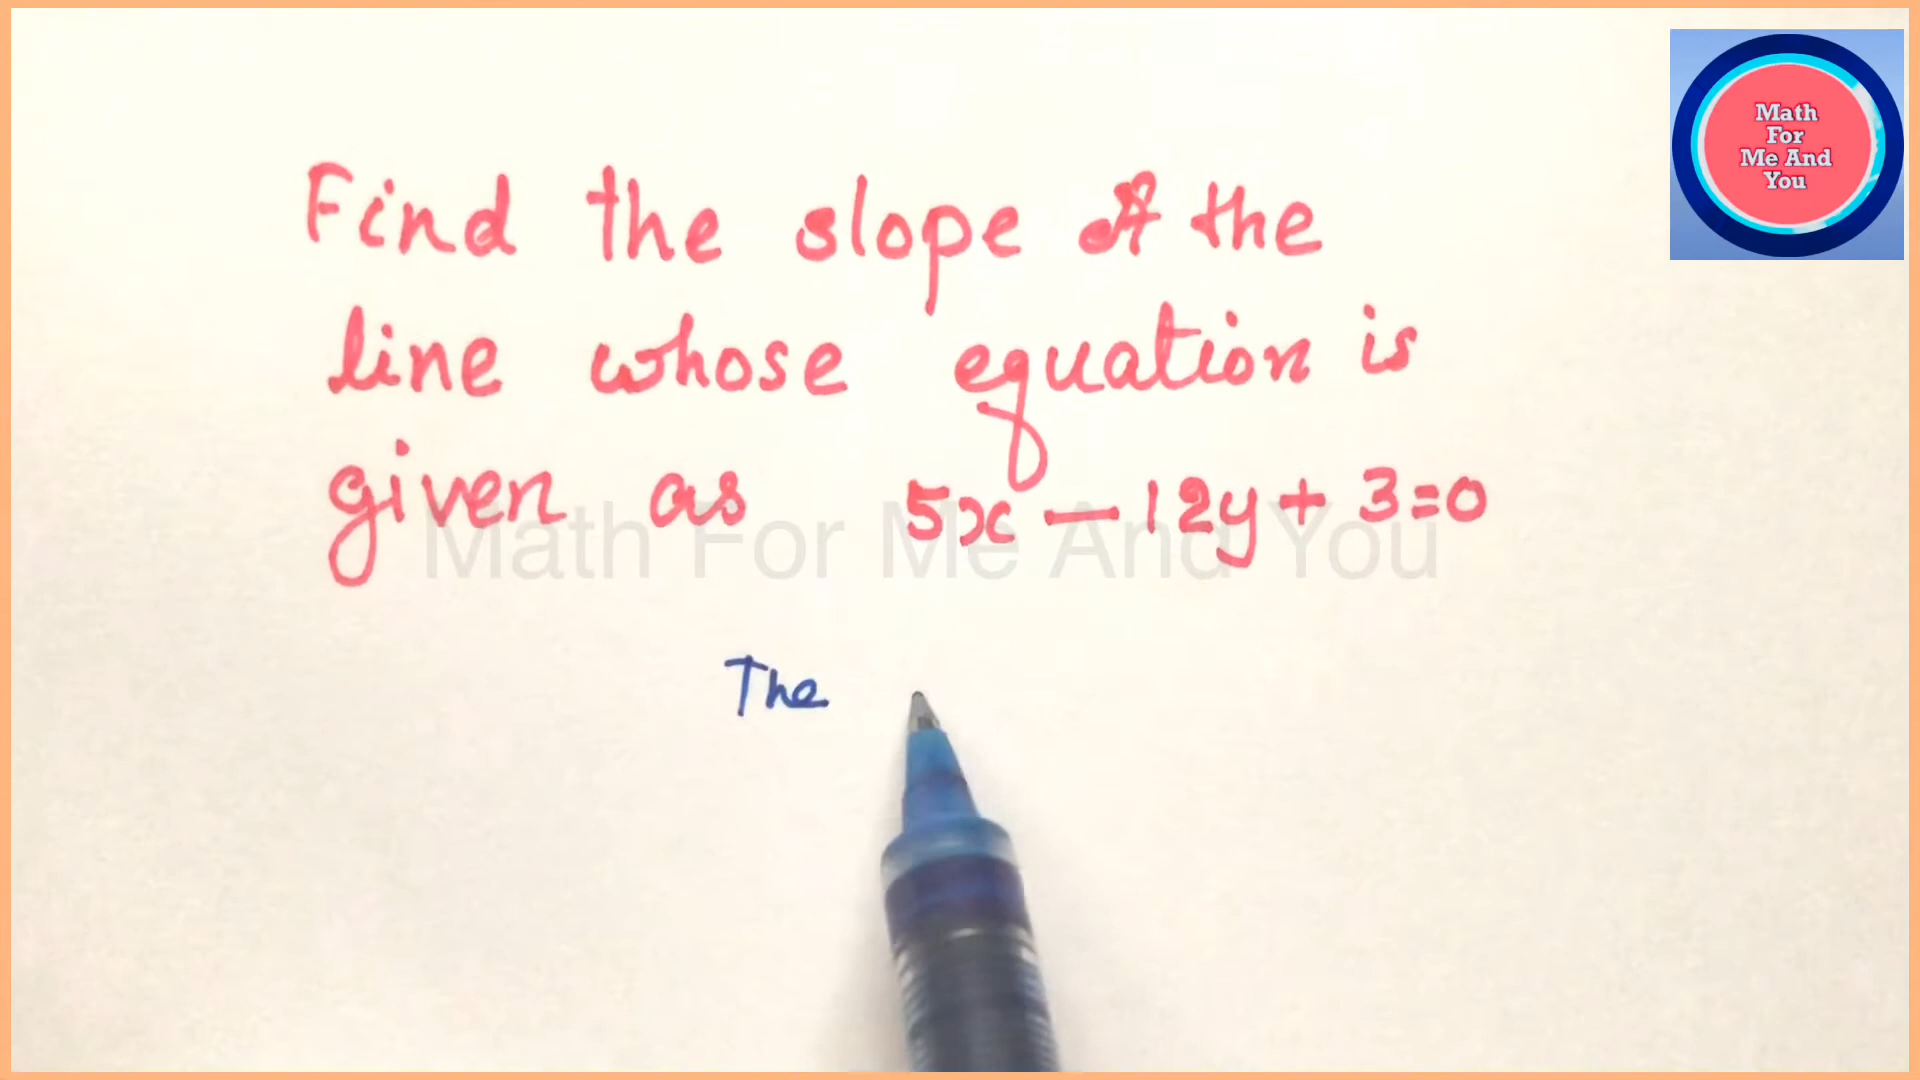 Math
For
Me And
You
Find the slope of the
line whose equation is
given as 5x — 12y + 3 = 0
Math For Me And You
The